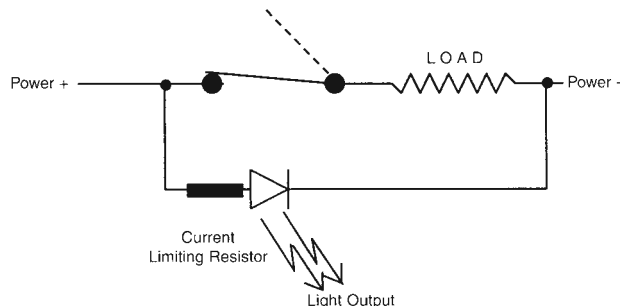 LOAD
Power +
Power -
Current
Limiting Resistor
Light Output